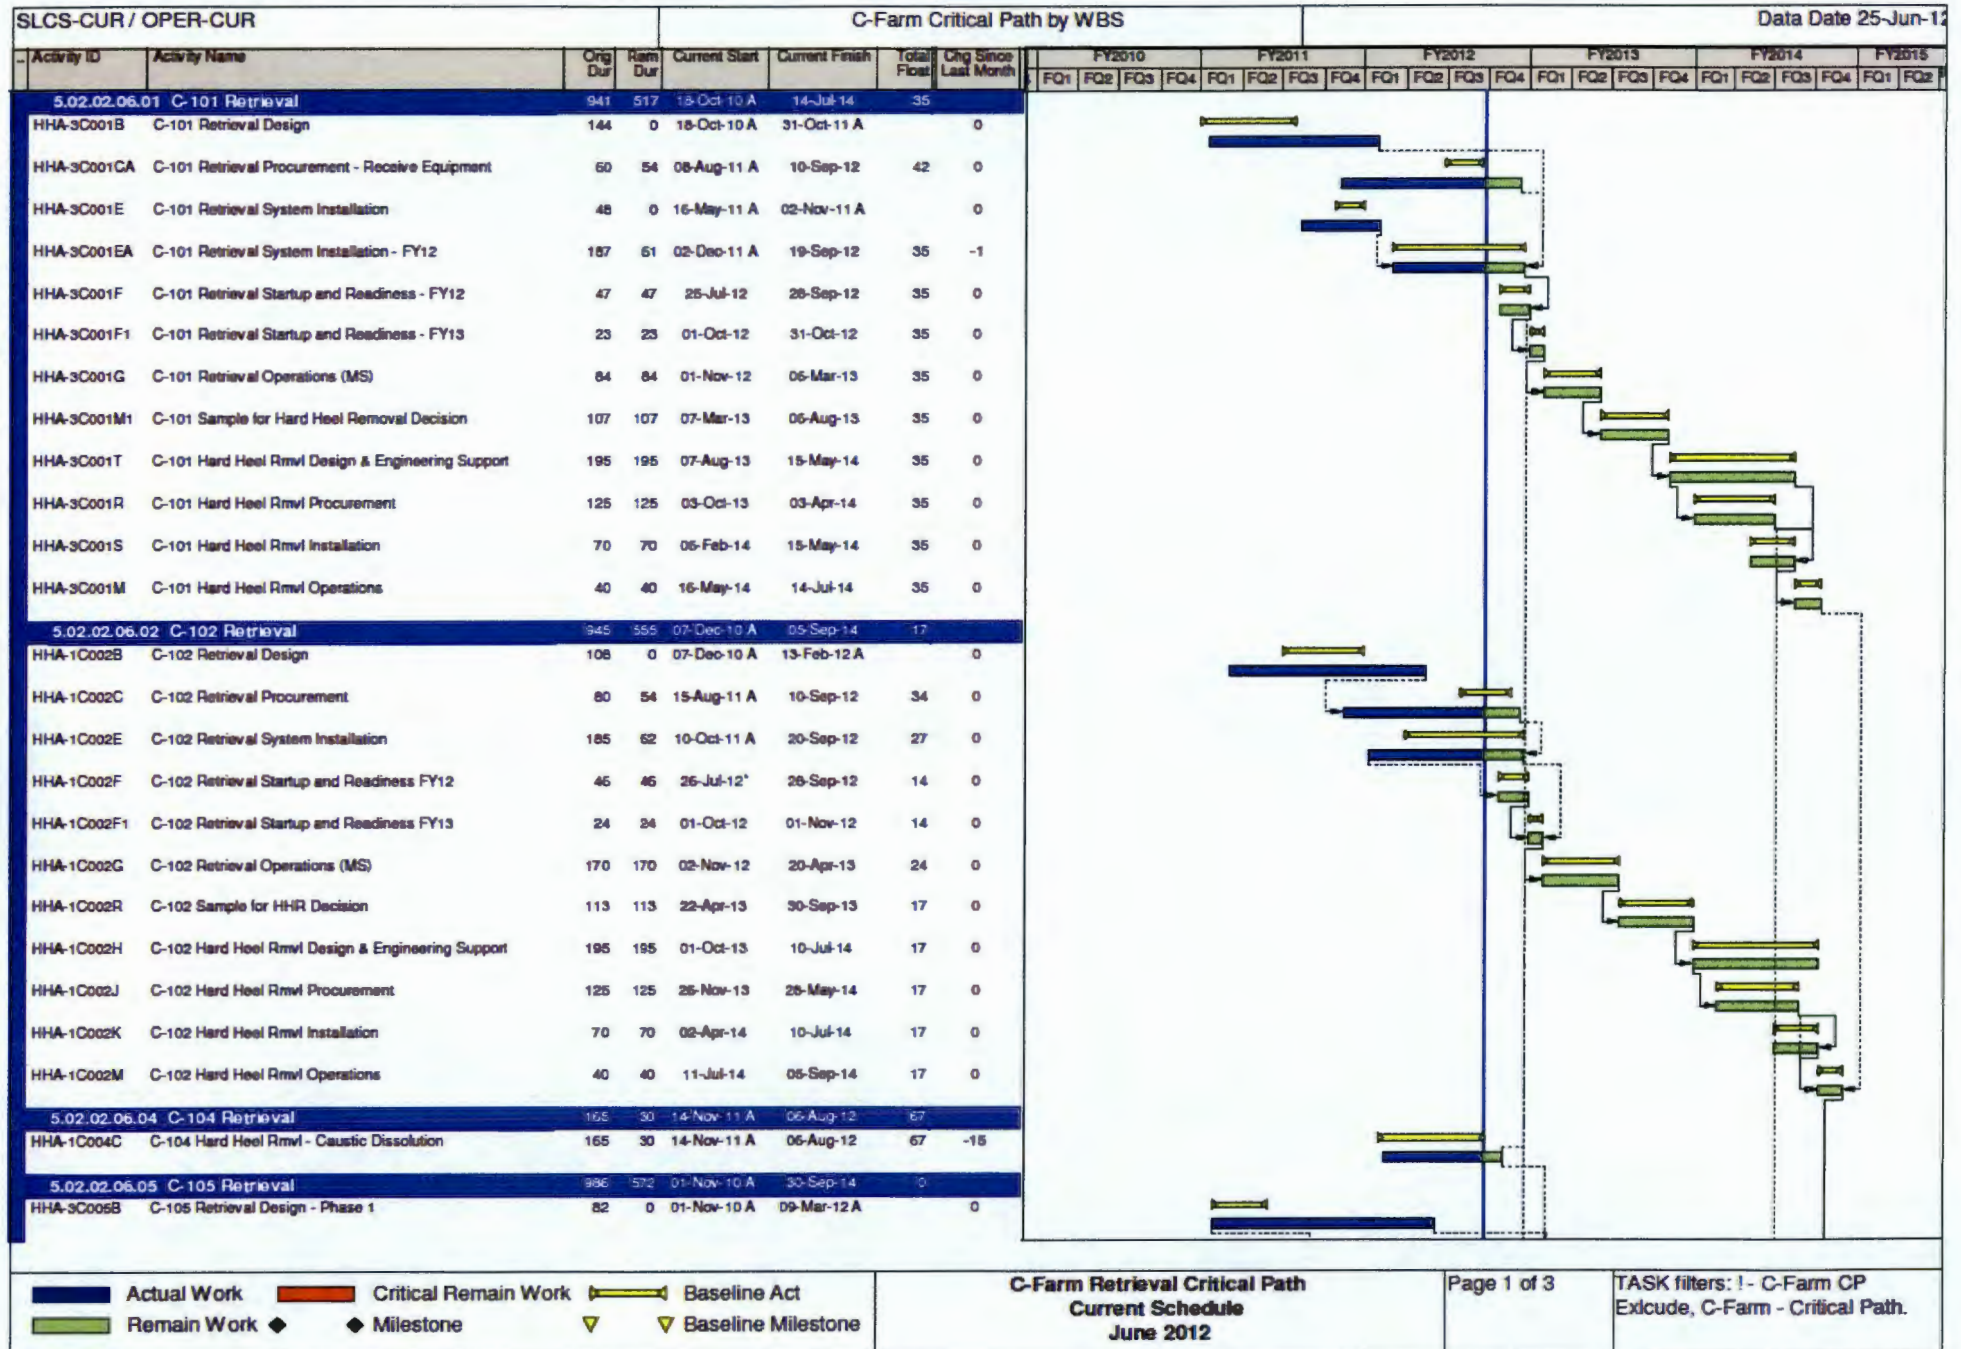 SLCS-CUR / OPER-CUR C-Farm Critical Path by WBS Data Date 25-Jun-12
Activity ID Activity Name Orig Dur Rem Dur Current Start Current Finish Total Float Chg Since Last Month FY2010 FY2011 FY2012 FY2013 FY2014 FY2015
FQ1 FQ2 FQ3 FQ4 FQ1 FQ2 FQ3 FQ4 FQ1 FQ2 FQ3 FQ4 FQ1 FQ2 FQ3 FQ4 FQ1 FQ2 FQ3 FQ4 FQ1 FQ2
5.02.02.06.01 C-101 Retrieval 941 517 18-Oct-10 A 14-Jul-14 35
HHA-3C001B C-101 Retrieval Design 144 0 18-Oct-10 A 31-Oct-11 A 0
HHA-3C001CA C-101 Retrieval Procurement - Receive Equipment 60 54 08-Aug-11 A 10-Sep-12 42 0
HHA-3C001E C-101 Retrieval System Installation 48 0 16-May-11 A 02-Nov-11 A 0
HHA-3C001EA C-101 Retrieval System Installation - FY12 187 61 02-Dec-11 A 19-Sep-12 35 -1
HHA-3C001F C-101 Retrieval Startup and Readiness - FY12 47 47 25-Jul-12 28-Sep-12 35 0
HHA-3C001F1 C-101 Retrieval Startup and Readiness - FY13 23 23 01-Oct-12 31-Oct-12 35 0
HHA-3C001G C-101 Retrieval Operations (MS) 84 84 01-Nov-12 06-Mar-13 35 0
HHA-3C001M1 C-101 Sample for Hard Heel Removal Decision 107 107 07-Mar-13 06-Aug-13 35 0
HHA-3C001T C-101 Hard Heel Rmvl Design & Engineering Support 195 195 07-Aug-13 15-May-14 35 0
HHA-3C001R C-101 Hard Heel Rmvl Procurement 125 125 03-Oct-13 03-Apr-14 35 0
HHA-3C001S C-101 Hard Heel Rmvl Installation 70 70 06-Feb-14 15-May-14 35 0
HHA-3C001M C-101 Hard Heel Rmvl Operations 40 40 16-May-14 14-Jul-14 35 0
5.02.02.06.02 C-102 Retrieval 945 555 07-Dec-10 A 05-Sep-14 17
HHA-1C002B C-102 Retrieval Design 108 0 07-Dec-10 A 13-Feb-12 A 0
HHA-1C002C C-102 Retrieval Procurement 80 54 15-Aug-11 A 10-Sep-12 34 0
HHA-1C002E C-102 Retrieval System Installation 185 62 10-Oct-11 A 20-Sep-12 27 0
HHA-1C002F C-102 Retrieval Startup and Readiness FY12 46 46 26-Jul-12* 28-Sep-12 14 0
HHA-1C002F1 C-102 Retrieval Startup and Readiness FY13 24 24 01-Oct-12 01-Nov-12 14 0
HHA-1C002G C-102 Retrieval Operations (MS) 170 170 02-Nov-12 20-Apr-13 24 0
HHA-1C002R C-102 Sample for HHR Decision 113 113 22-Apr-13 30-Sep-13 17 0
HHA-1C002H C-102 Hard Heel Rmvl Design & Engineering Support 195 195 01-Oct-13 10-Jul-14 17 0
HHA-1C002J C-102 Hard Heel Rmvl Procurement 125 125 26-Nov-13 28-May-14 17 0
HHA-1C002K C-102 Hard Heel Rmvl Installation 70 70 02-Apr-14 10-Jul-14 17 0
HHA-1C002M C-102 Hard Heel Rmvl Operations 40 40 11-Jul-14 05-Sep-14 17 0
5.02.02.06.04 C-104 Retrieval 165 30 14-Nov-11 A 06-Aug-12 67
HHA-1C004C C-104 Hard Heel Rmvl - Caustic Dissolution 165 30 14-Nov-11 A 06-Aug-12 67 -15
5.02.02.06.05 C-105 Retrieval 986 572 01-Nov-10 A 30-Sep-14 0
HHA-3C005B C-105 Retrieval Design - Phase 1 82 0 01-Nov-10 A 09-Mar-12 A 0
Actual Work Critical Remain Work Baseline Act
Remain Work Milestone Baseline Milestone
C-Farm Retrieval Critical Path
Current Schedule
June 2012
Page 1 of 3
TASK filters: ! - C-Farm CP
Exlcude, C-Farm - Critical Path.